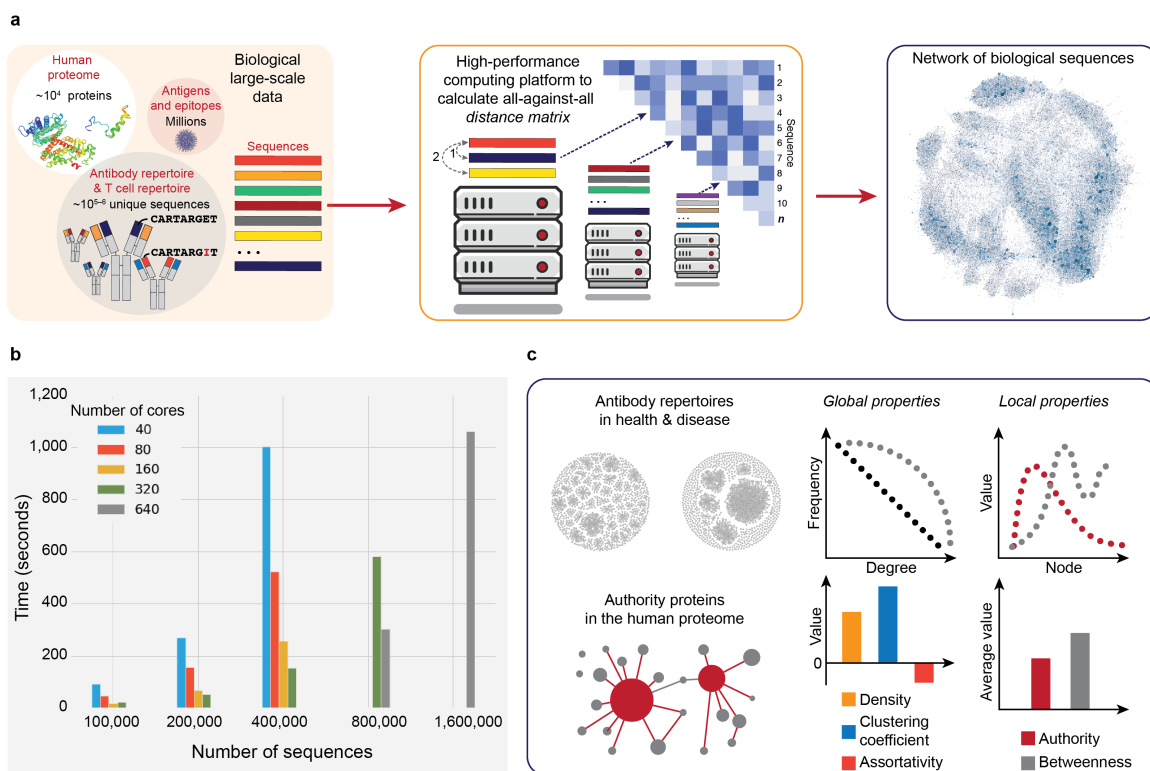 a
Human
proteome
~10⁴ proteins
Antigens
and epitopes
Millions
Biological
large-scale
data
Antibody repertoire
& T cell repertoire
~10⁵⁻⁶ unique sequences
CARTARGET
CARTARGIT
Sequences
...
High-performance
computing platform to
calculate all-against-all
distance matrix
2
1
...
...
1
2
3
4
5
6
7
8
9
10
n
Sequence
Network of biological sequences
b
Time (seconds)
1,200
1,000
800
600
400
200
0
Number of cores
40
80
160
320
640
100,000 200,000 400,000 800,000 1,600,000
Number of sequences
c
Antibody repertoires
in health & disease
Authority proteins
in the human proteome
Global properties
Frequency
Degree
Value
0
Density
Clustering
coefficient
Assortativity
Local properties
Value
Node
Average value
Authority
Betweenness